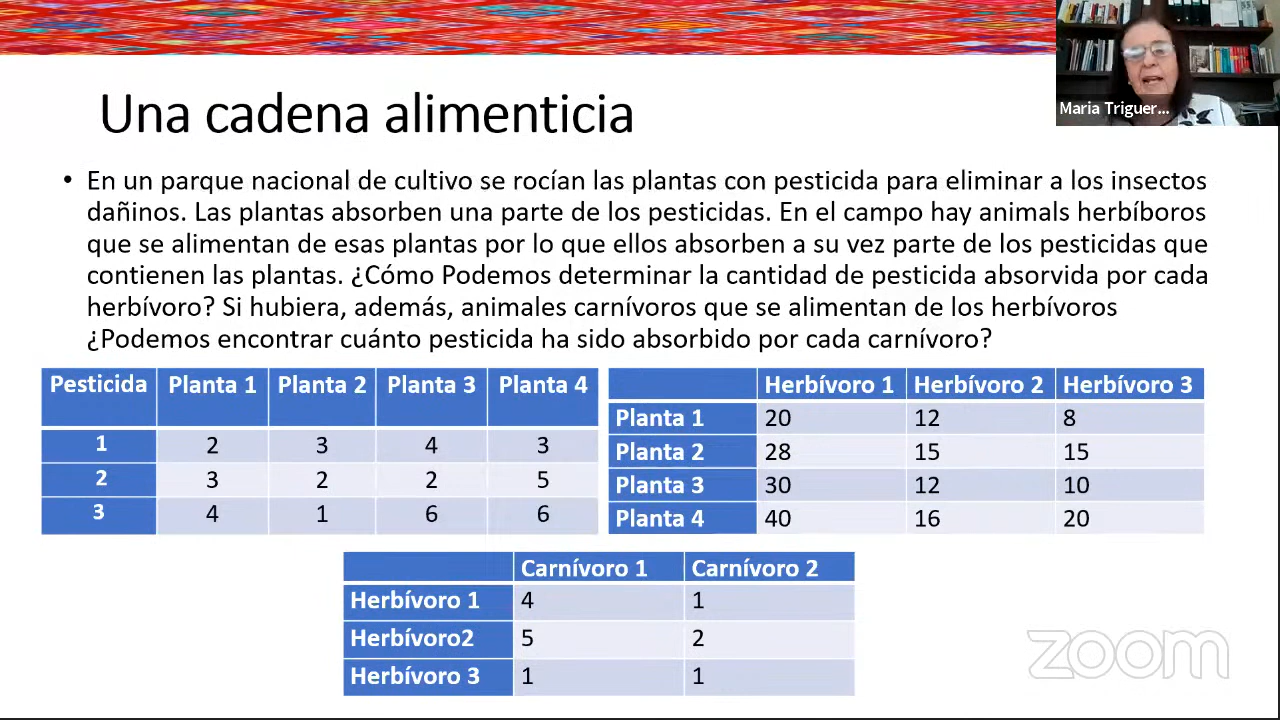 Maria Triguer...
Una cadena alimenticia
• En un parque nacional de cultivo se rocían las plantas con pesticida para eliminar a los insectos
dañinos. Las plantas absorben una parte de los pesticidas. En el campo hay animals herbíboros
que se alimentan de esas plantas por lo que ellos absorben a su vez parte de los pesticidas que
contienen las plantas. ¿Cómo Podemos determinar la cantidad de pesticida absorvida por cada
herbívoro? Si hubiera, además, animales carnívoros que se alimentan de los herbívoros
¿Podemos encontrar cuánto pesticida ha sido absorbido por cada carnívoro?
Pesticida Planta 1 Planta 2 Planta 3 Planta 4
1 2 3 4 3
2 3 2 2 5
3 4 1 6 6
Herbívoro 1 Herbívoro 2 Herbívoro 3
Planta 1 20 12 8
Planta 2 28 15 15
Planta 3 30 12 10
Planta 4 40 16 20
Carnívoro 1 Carnívoro 2
Herbívoro 1 4 1
Herbívoro2 5 2
Herbívoro 3 1 1
zoom